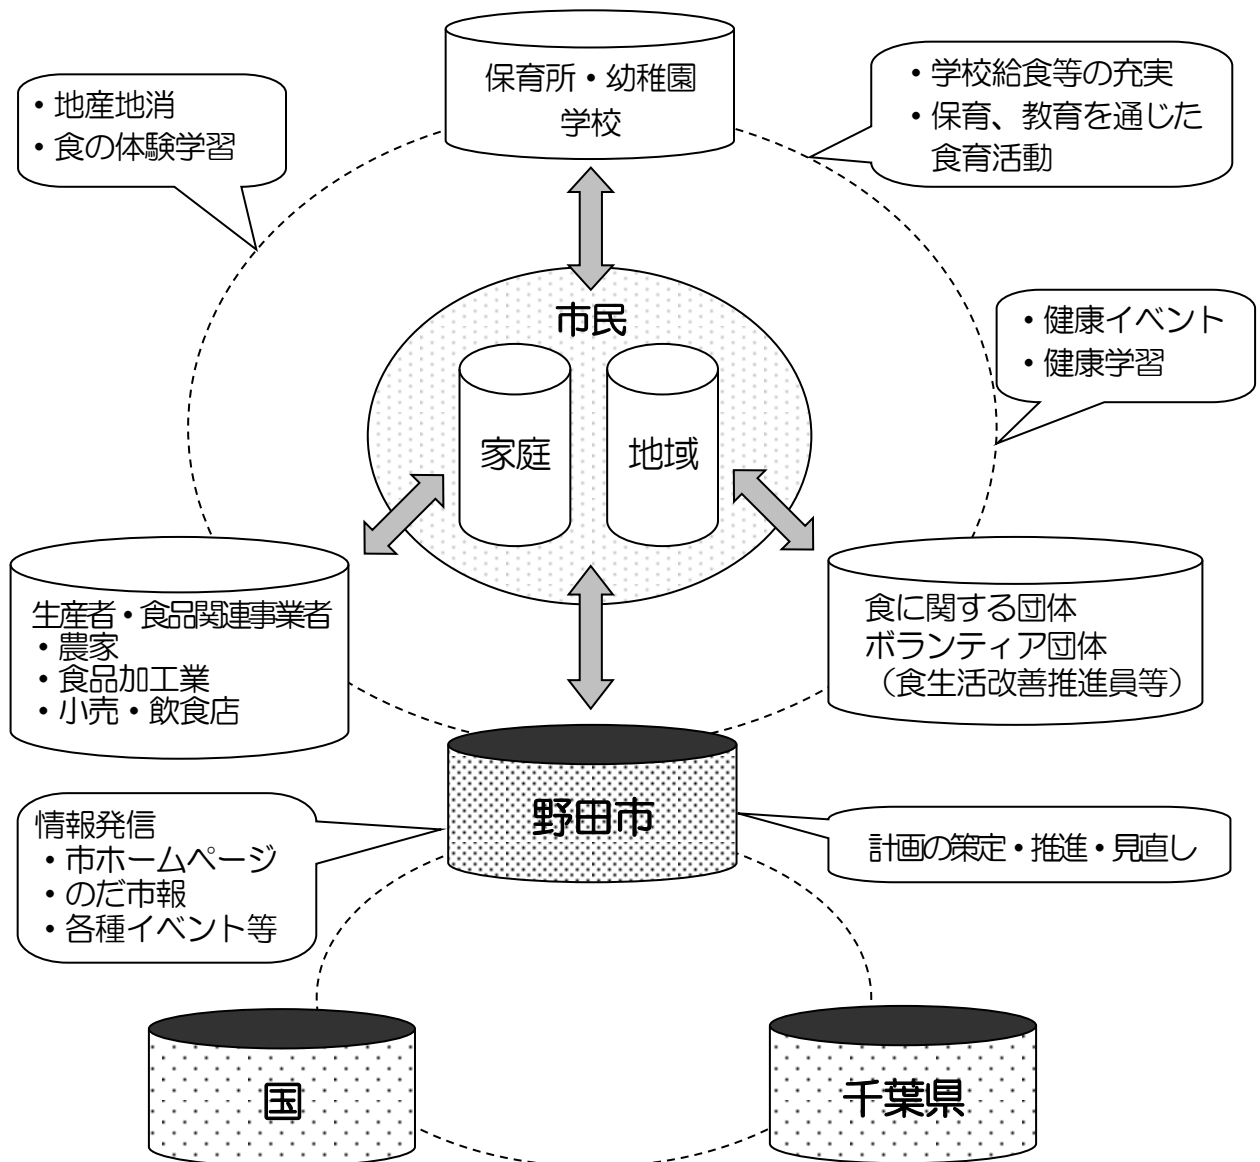 保育所・幼稚園
学校
・地産地消
・食の体験学習
・学校給食等の充実
・保育、教育を通じた
食育活動
市民
・健康イベント
・健康学習
家庭
地域
生産者・食品関連事業者
・農家
・食品加工業
・小売・飲食店
食に関する団体
ボランティア団体
（食生活改善推進員等）
野田市
情報発信
・市ホームページ
・のだ市報
・各種イベント等
計画の策定・推進・見直し
国
千葉県